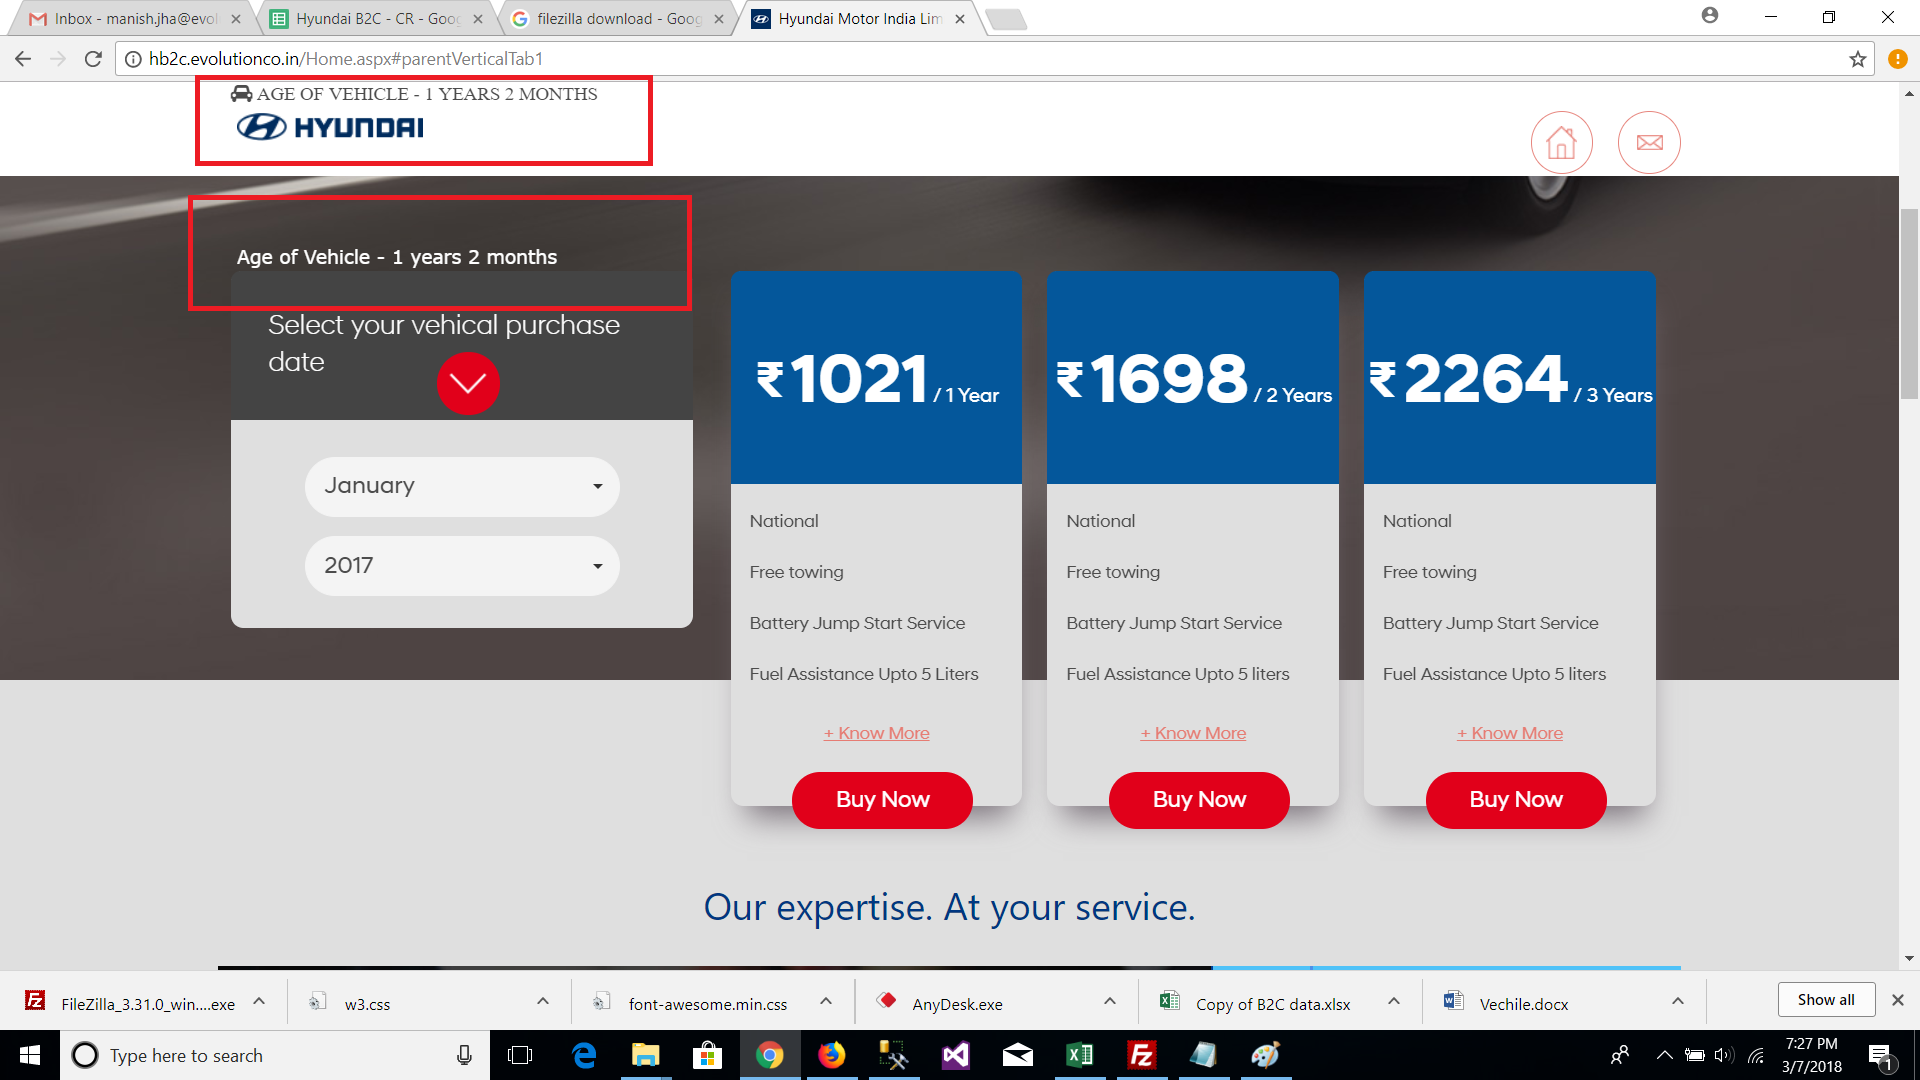 Inbox - manish.jha@evol
Hyundai B2C - CR - Goog
filezilla download - Goog
Hyundai Motor India Lim
hb2c.evolutionco.in/Home.aspx#parentVerticalTab1
AGE OF VEHICLE - 1 YEARS 2 MONTHS
HYUNDAI
Age of Vehicle - 1 years 2 months
Select your vehical purchase
date
January
2017
₹1021 / 1 Year
National
Free towing
Battery Jump Start Service
Fuel Assistance Upto 5 Liters
+ Know More
Buy Now
₹1698 / 2 Years
National
Free towing
Battery Jump Start Service
Fuel Assistance Upto 5 liters
+ Know More
Buy Now
₹2264 / 3 Years
National
Free towing
Battery Jump Start Service
Fuel Assistance Upto 5 liters
+ Know More
Buy Now
Our expertise. At your service.
FileZilla_3.31.0_win....exe
w3.css
font-awesome.min.css
AnyDesk.exe
Copy of B2C data.xlsx
Vechile.docx
Show all
Type here to search
7:27 PM
3/7/2018
1